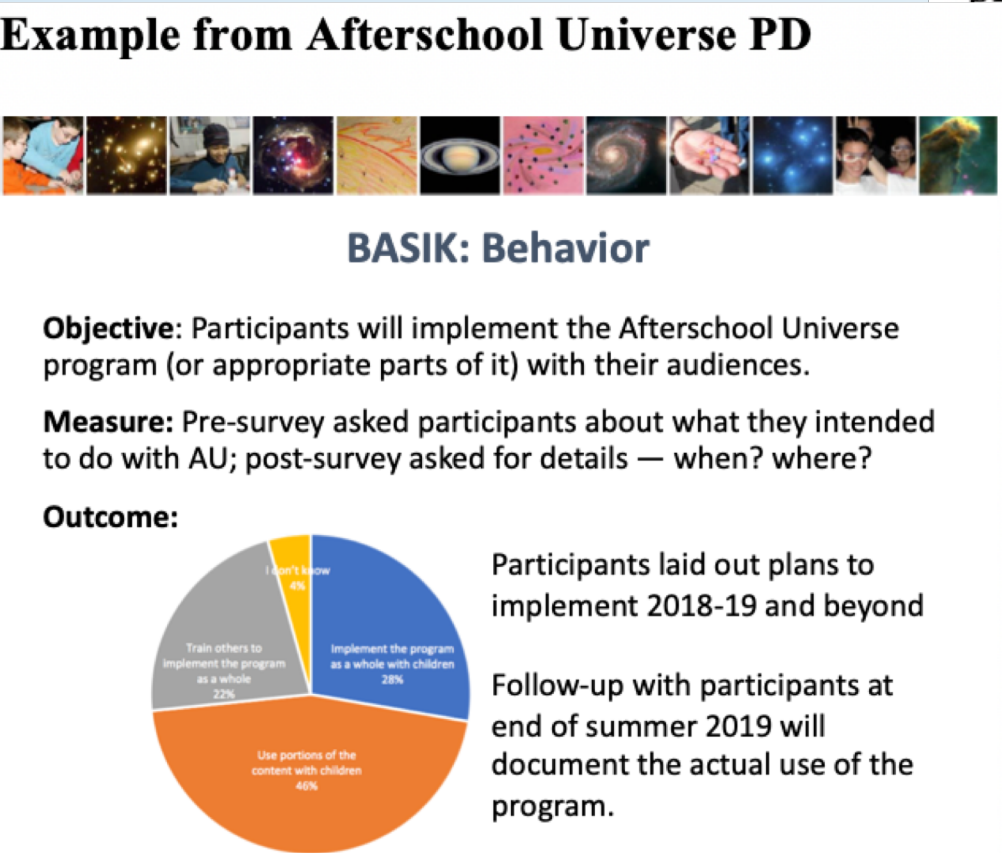 Example from Afterschool Universe PD
BASIK: Behavior
Objective: Participants will implement the Afterschool Universe
program (or appropriate parts of it) with their audiences.
Measure: Pre-survey asked participants about what they intended
to do with AU; post-survey asked for details — when? where?
Outcome:
I don't know
4%
Train others to
implement the program
as a whole
22%
Implement the program
as a whole with children
28%
Use portions of the
content with children
46%
Participants laid out plans to
implement 2018-19 and beyond
Follow-up with participants at
end of summer 2019 will
document the actual use of the
program.